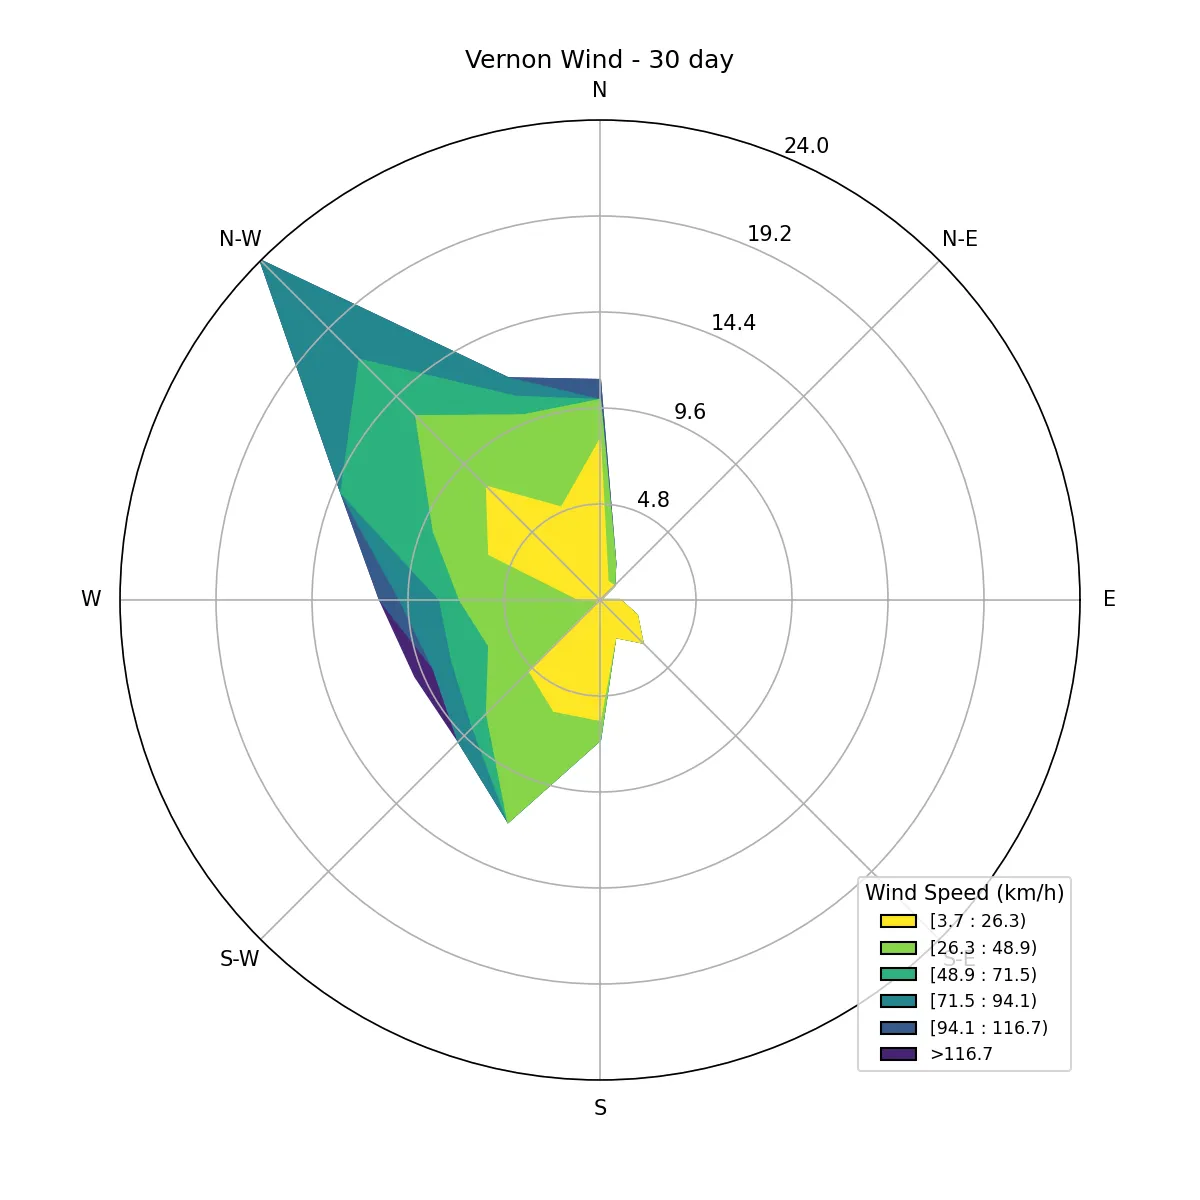 Vernon Wind - 30 day
N
24.0
19.2
N-W
N-E
14.4
9.6
4.8
W
E
Wind Speed (km/h)
[3.7 : 26.3)
[26.3 : 48.9)
S-W
S-E
[48.9 : 71.5)
[71.5 : 94.1)
[94.1 : 116.7)
>116.7
S